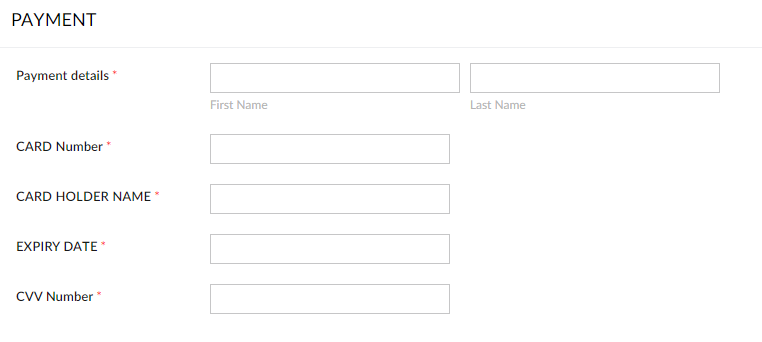 PAYMENT
Payment details *
First Name Last Name
CARD Number *
CARD HOLDER NAME *
EXPIRY DATE *
CVV Number *